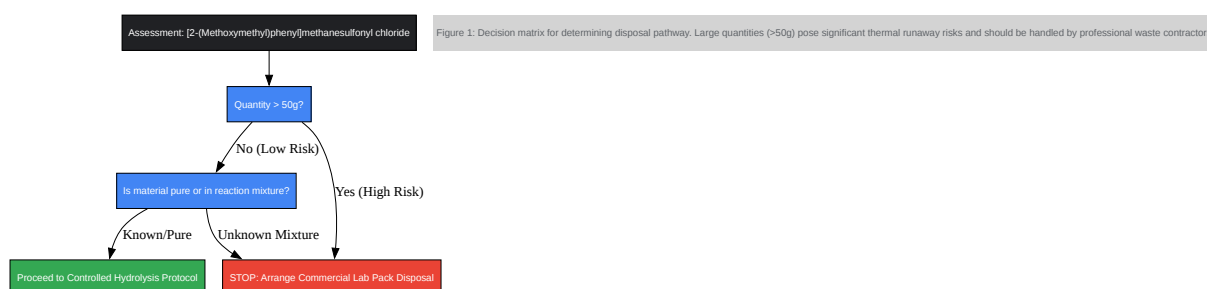 Assessment: [2-(Methoxymethyl)phenyl]methanesulfonyl chloride
Figure 1: Decision matrix for determining disposal pathway. Large quantities (>50g) pose significant thermal runaway risks and should be handled by professional waste contractor
Quantity > 50g?
No (Low Risk)
Is material pure or in reaction mixture?
Yes (High Risk)
Known/Pure
Unknown Mixture
Proceed to Controlled Hydrolysis Protocol
STOP: Arrange Commercial Lab Pack Disposal